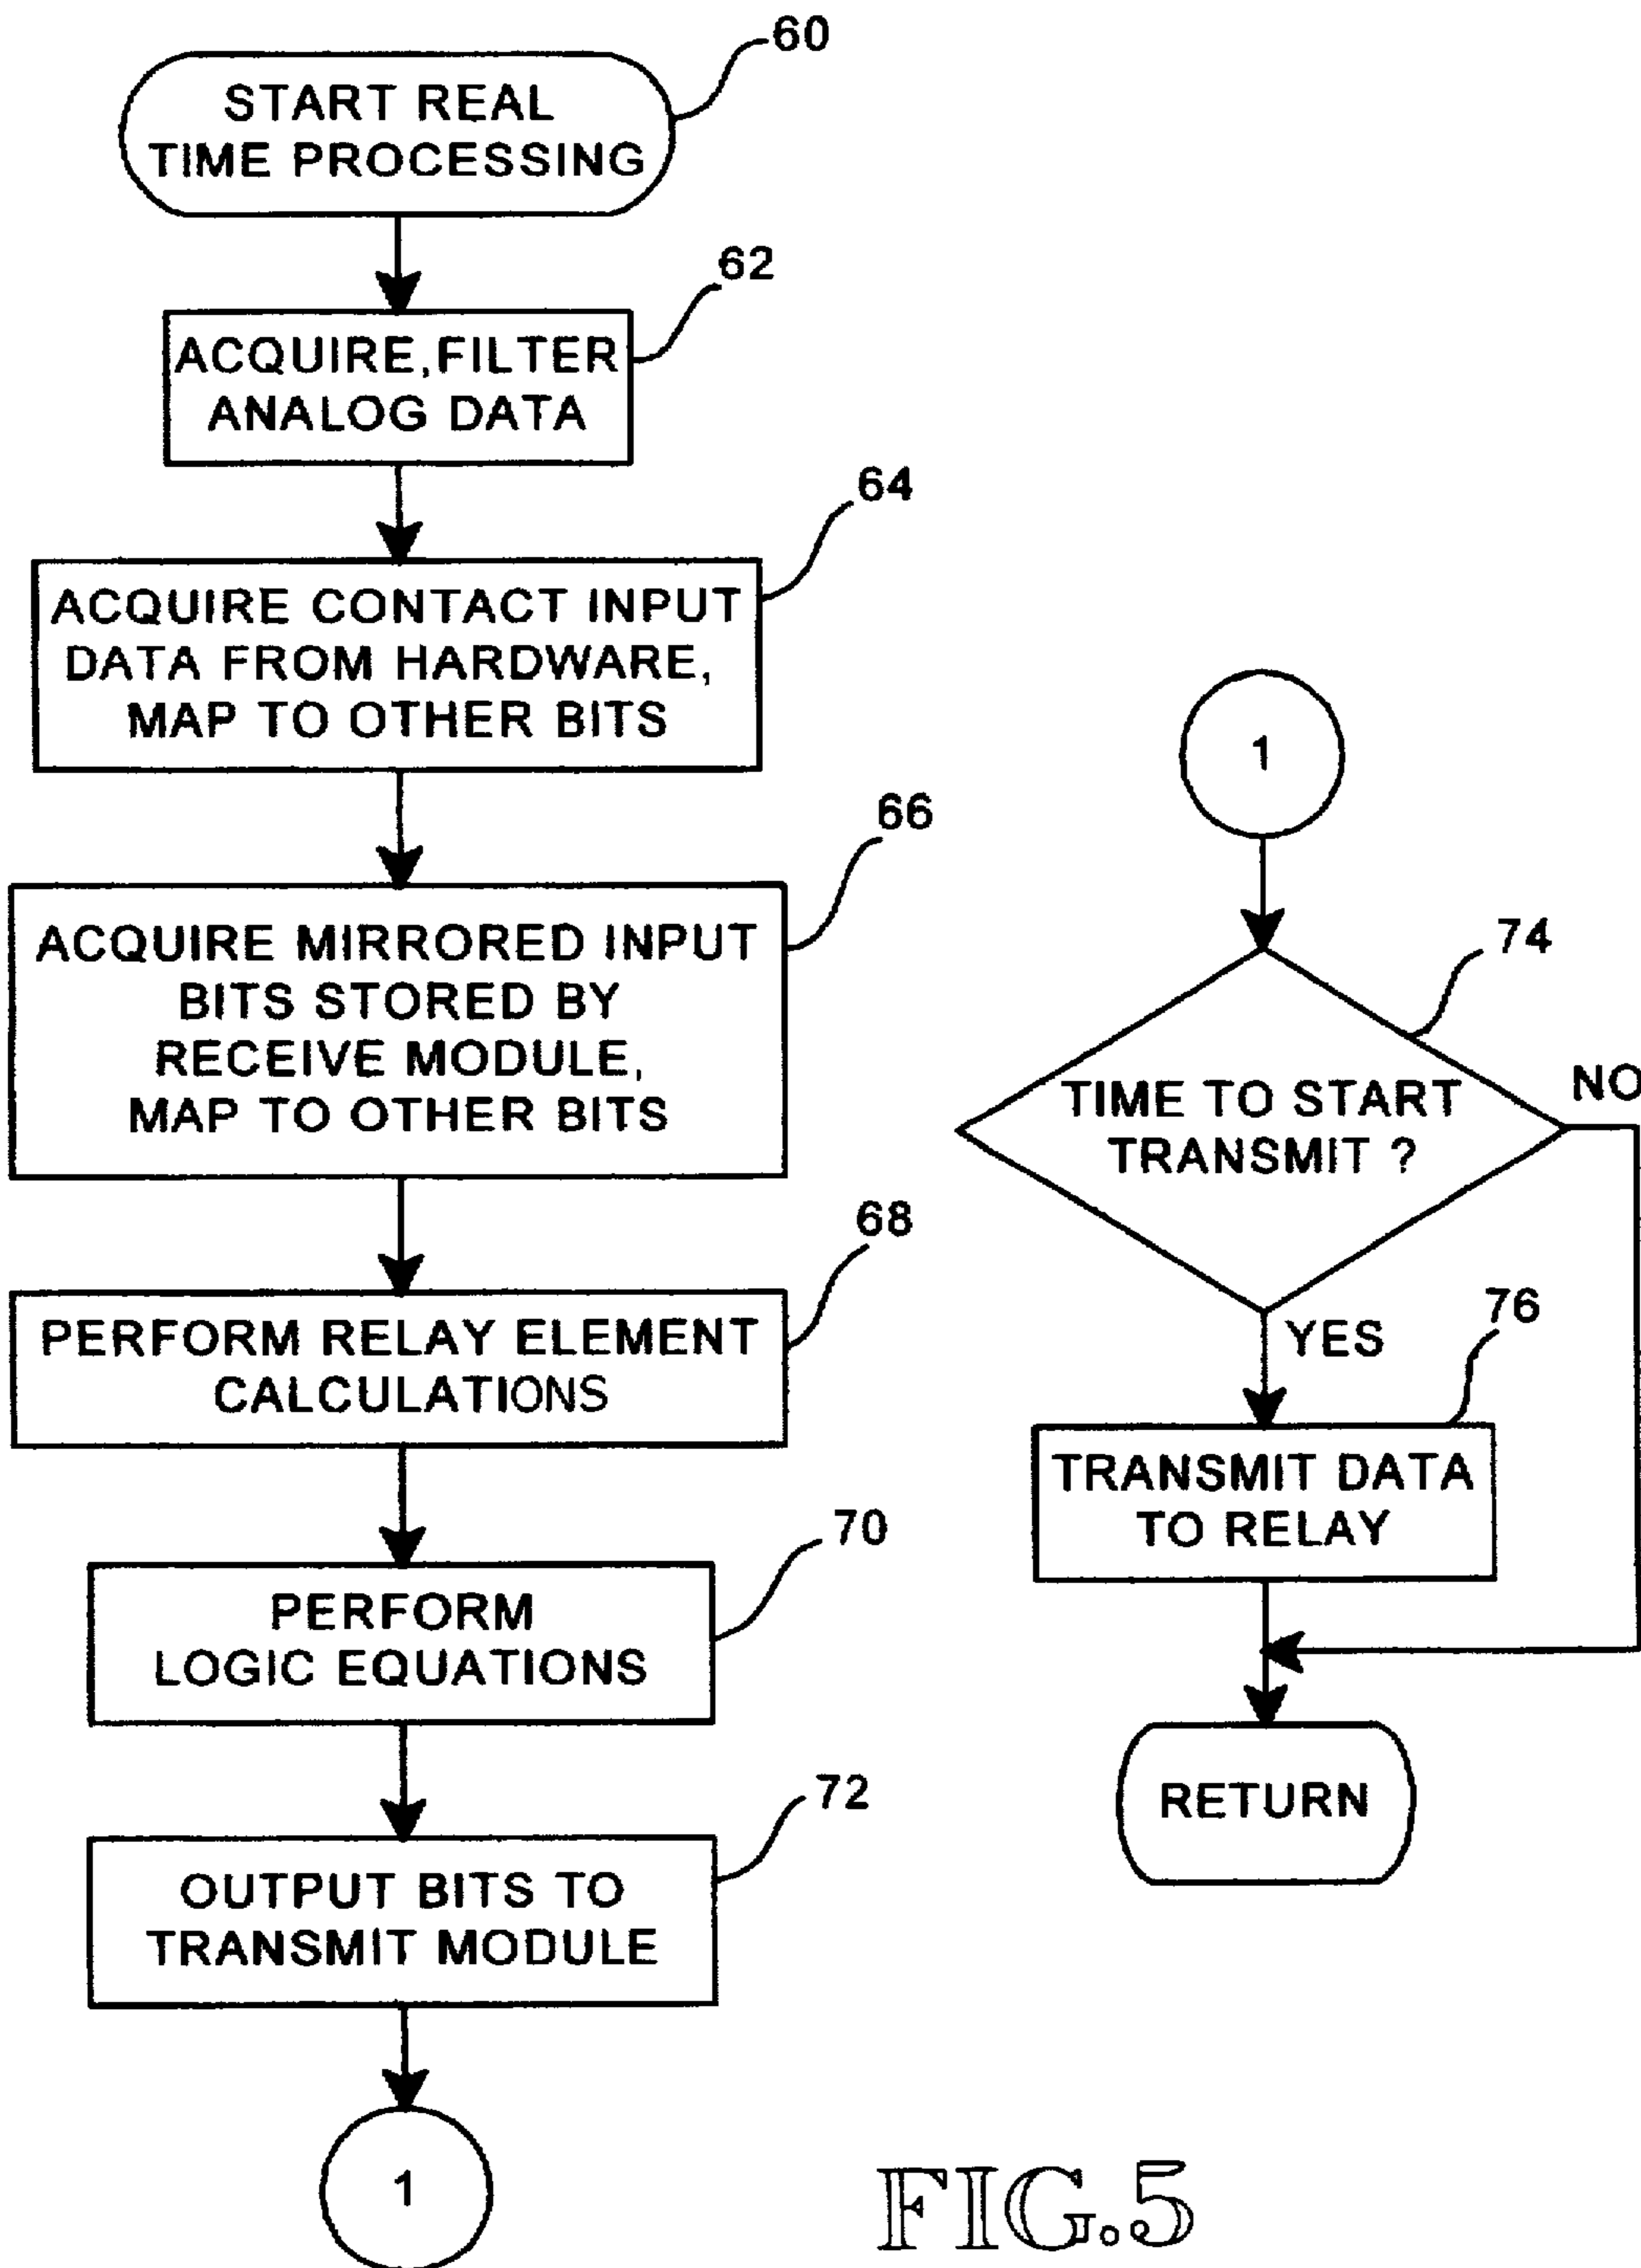 60
START REAL
TIME PROCESSING
62
ACQUIRE,FILTER
ANALOG DATA
64
ACQUIRE CONTACT INPUT
DATA FROM HARDWARE,
MAP TO OTHER BITS
66
ACQUIRE MIRRORED INPUT
BITS STORED BY
RECEIVE MODULE,
MAP TO OTHER BITS
68
PERFORM RELAY ELEMENT
CALCULATIONS
70
PERFORM
LOGIC EQUATIONS
72
OUTPUT BITS TO
TRANSMIT MODULE
1
1
74
TIME TO START
TRANSMIT ?
NO
YES
76
TRANSMIT DATA
TO RELAY
RETURN
FIG.5